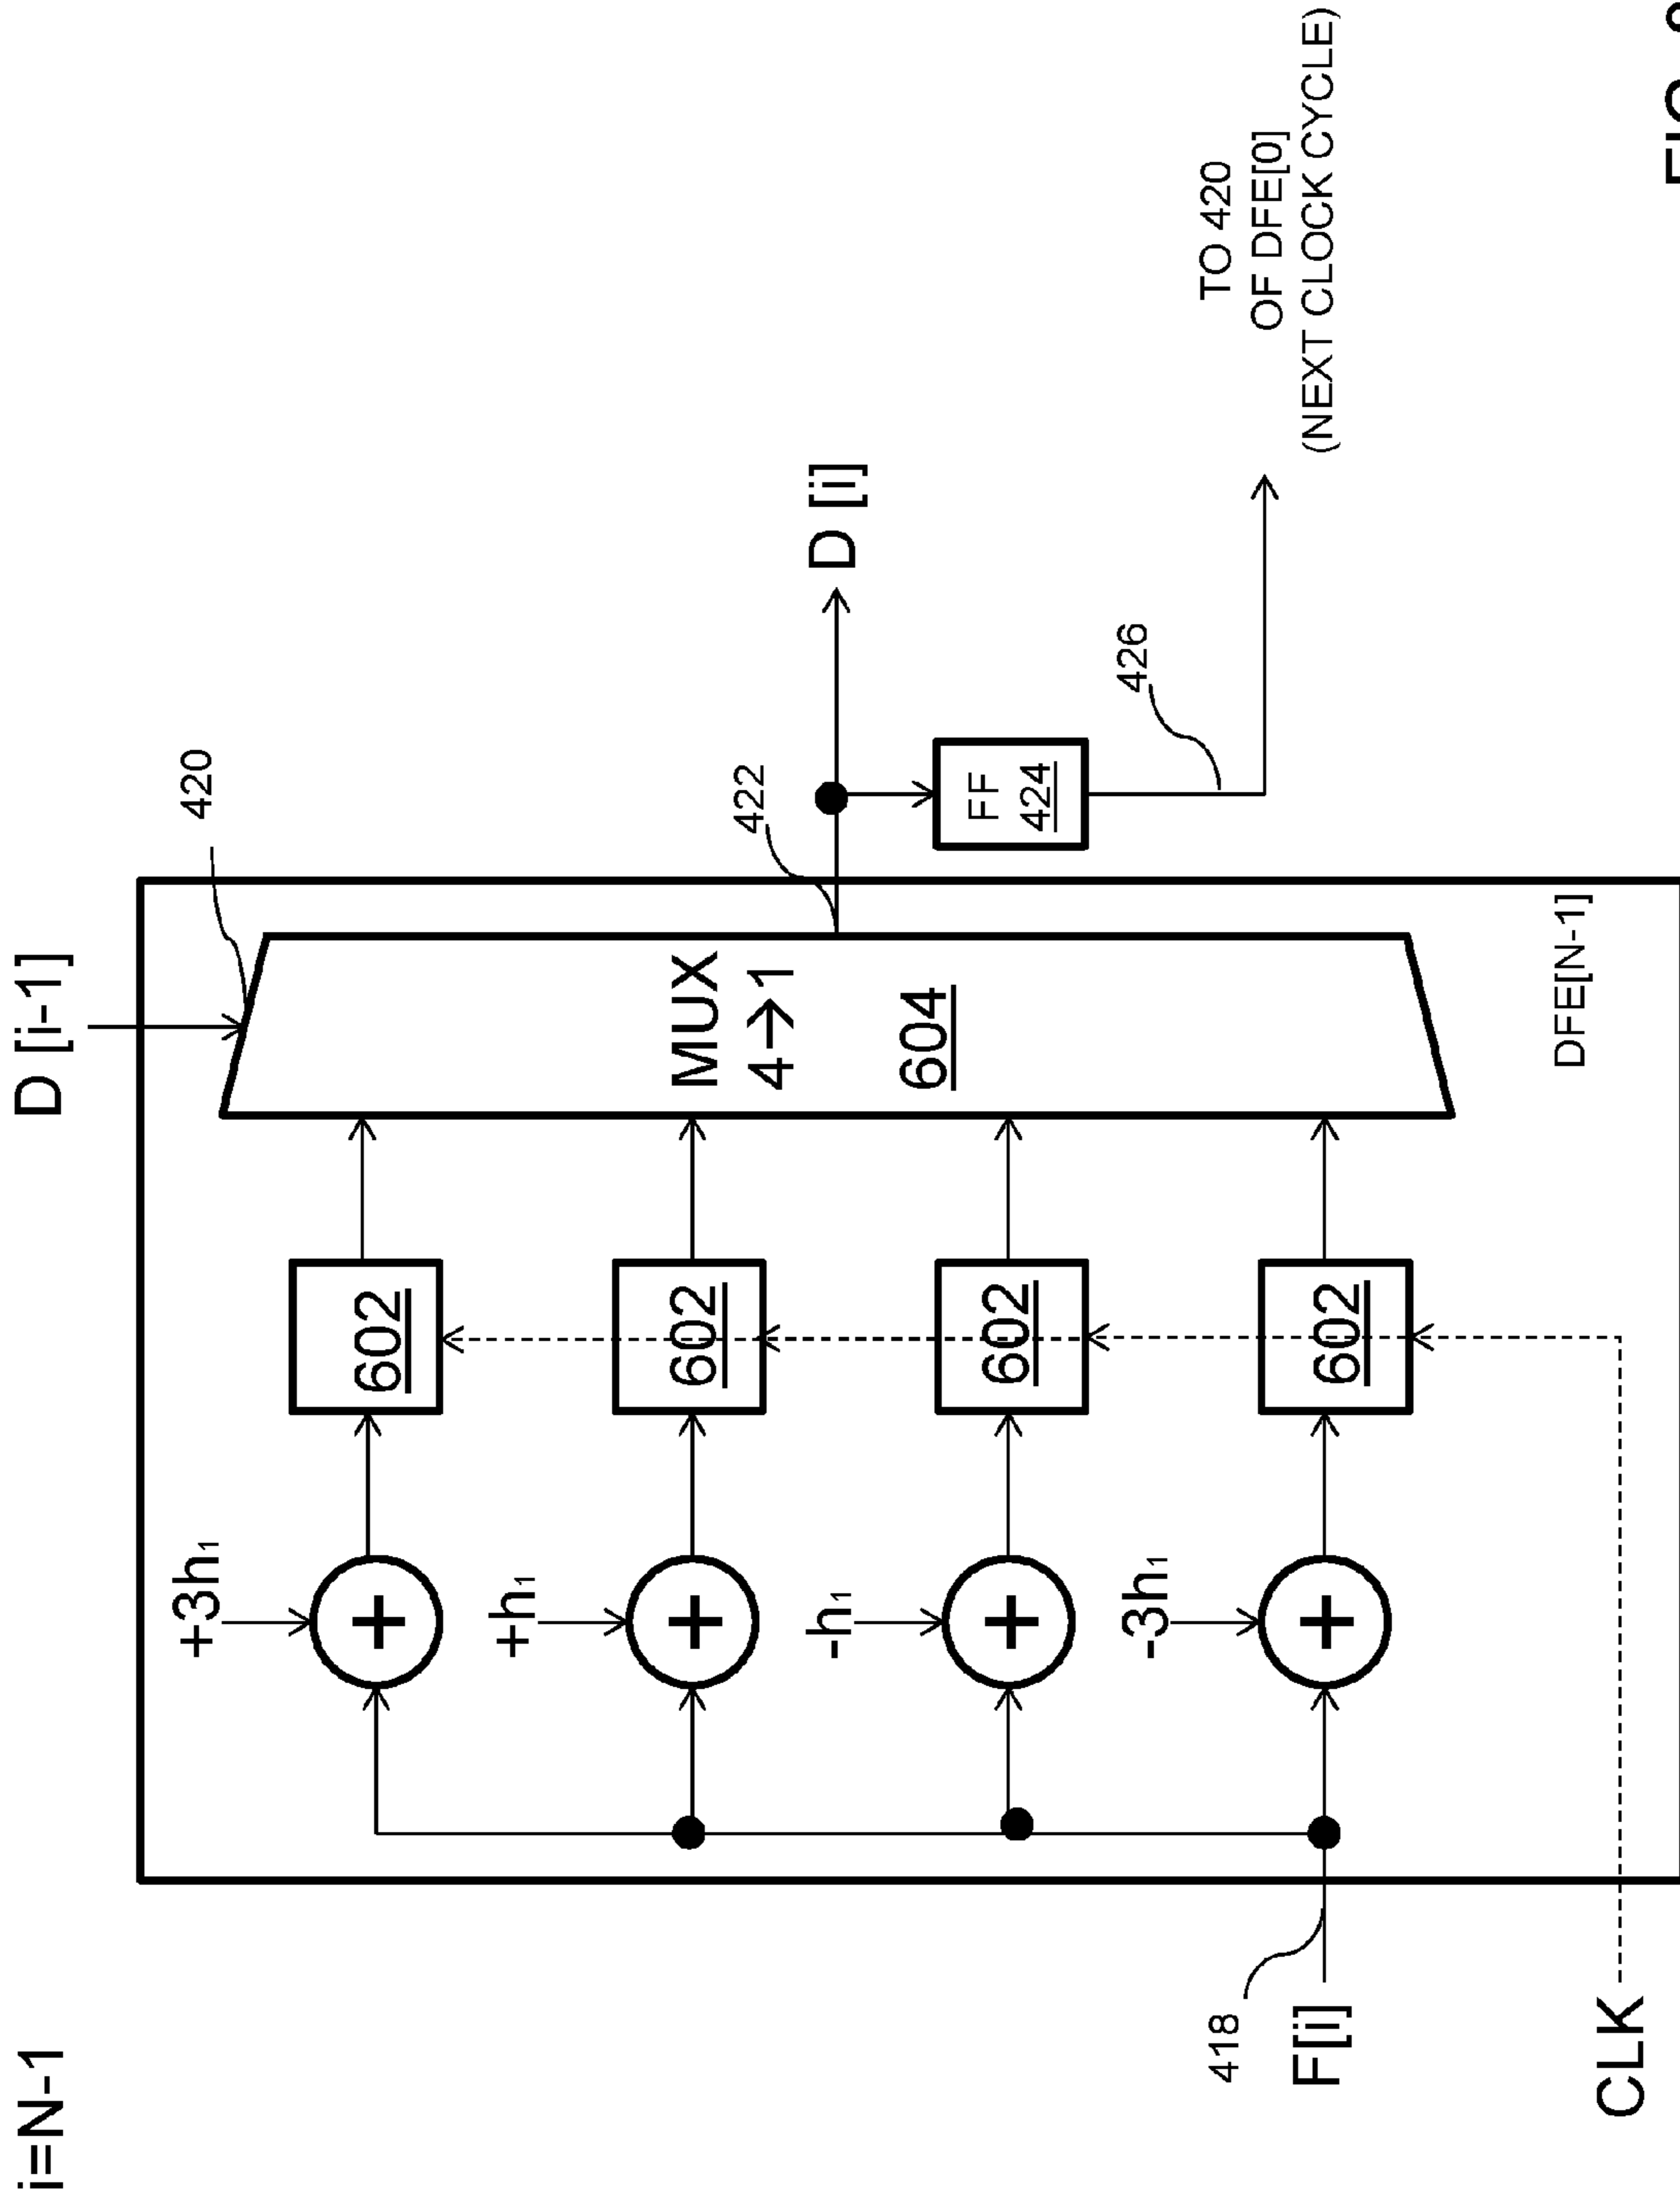 i=N-1
D [i-1]
420
+3h₁
602
+h₁
602
MUX
4→1
604
422
D [i]
-h₁
602
FF
424
426
-3h₁
602
TO 420
OF DFE[0]
(NEXT CLOCK CYCLE)
418
F[i]
DFE[N-1]
CLK
FIG.